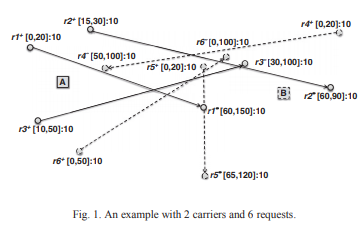 r2⁺ [15,30]:10
r4⁺ [0,20]:10
r1⁺ [0,20]:10
r6⁻ [0,100]:10
r4⁻ [50,100]:10
r5⁺ [0,20]:10
r3⁻ [30,100]:10
A
B
r2⁻ [60,90]:10
r1⁻ [60,150]:10
r3⁺ [10,50]:10
r6⁺ [0,50]:10
r5⁻ [65,120]:10
Fig. 1. An example with 2 carriers and 6 requests.